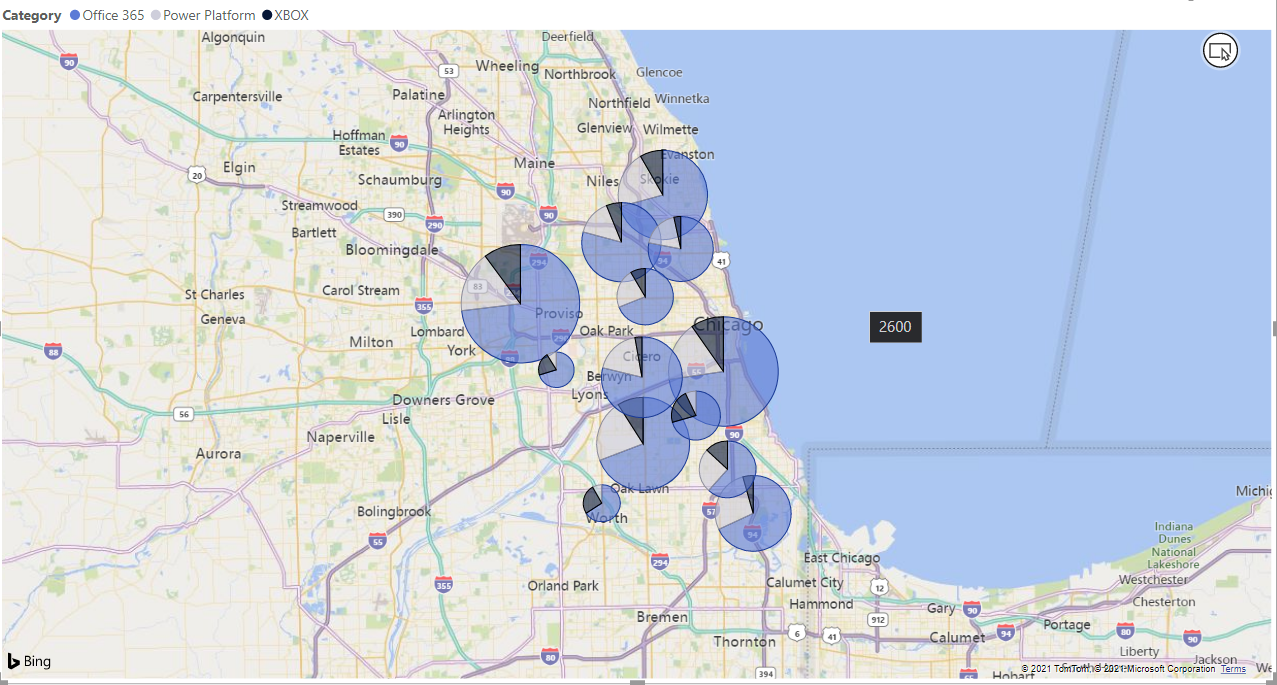 Category Office 365 Power Platform XBOX
Algonquin
Deerfield
90
53
Wheeling
Northbrook
Glencoe
Carpentersville
Palatine
Northfield
Winnetka
Arlington
Heights
Glenview
Wilmette
Hoffman
Estates
90
Evanston
Elgin
20
Maine
Schaumburg
90
Niles
Skokie
Streamwood
390
290
90
Bartlett
Bloomingdale
294
94
41
St Charles
Carol Stream
83
355
Proviso
Geneva
Lombard
Oak Park
Chicago
2600
Milton
York
Cicero
88
Berwyn
55
Lyons
56
Downers Grove
Lisle
Naperville
90
Aurora
Oak Lawn
Worth
57
Bolingbrook
94
55
Michi
Indiana
Dunes
National
Lakeshore
294
East Chicago
355
Orland Park
Calumet City
12
Westchester
Hammond
Gary
90
Chesterton
Bremen
912
Portage
Thornton
6
41
Calumet
94
80
90
80
Liberty
Jackson
Bing
394
© 2021 TomTom, © 2021 Microsoft Corporation Terms
Hobart